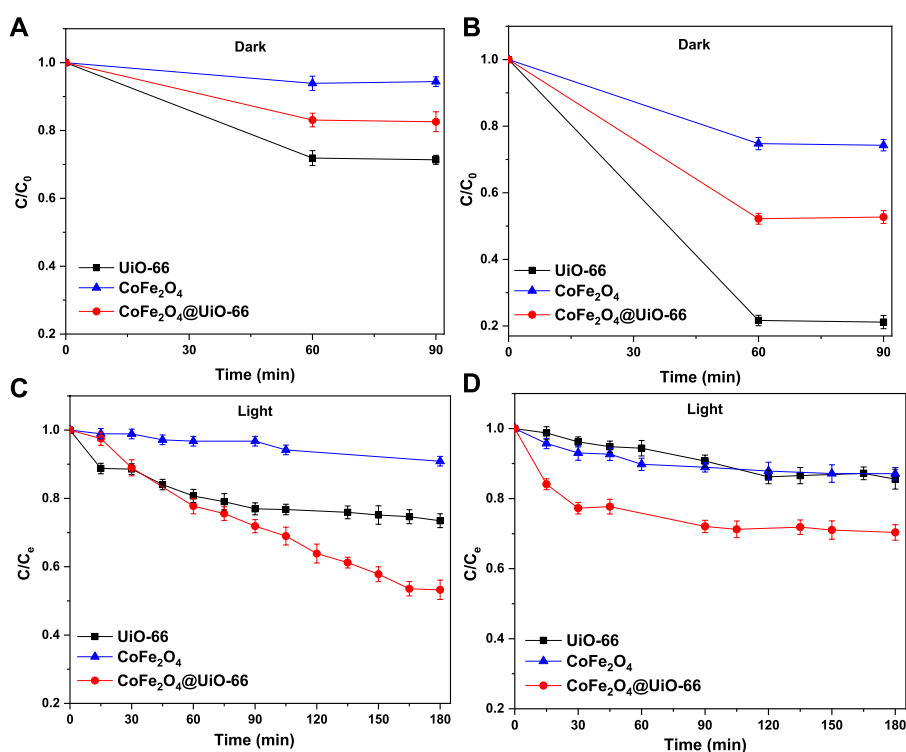 A
Dark
C/C0
1.0
0.8
0.6
0.4
0.2
UiO-66
CoFe2O4
CoFe2O4@UiO-66
0 30 60 90
Time (min)
B
Dark
C/C0
1.0
0.8
0.6
0.4
0.2
UiO-66
CoFe2O4
CoFe2O4@UiO-66
0 30 60 90
Time (min)
C
Light
C/Ce
1.0
0.8
0.6
0.4
0.2
UiO-66
CoFe2O4
CoFe2O4@UiO-66
0 30 60 90 120 150 180
Time (min)
D
Light
C/Ce
1.0
0.8
0.6
0.4
0.2
UiO-66
CoFe2O4
CoFe2O4@UiO-66
0 30 60 90 120 150 180
Time (min)